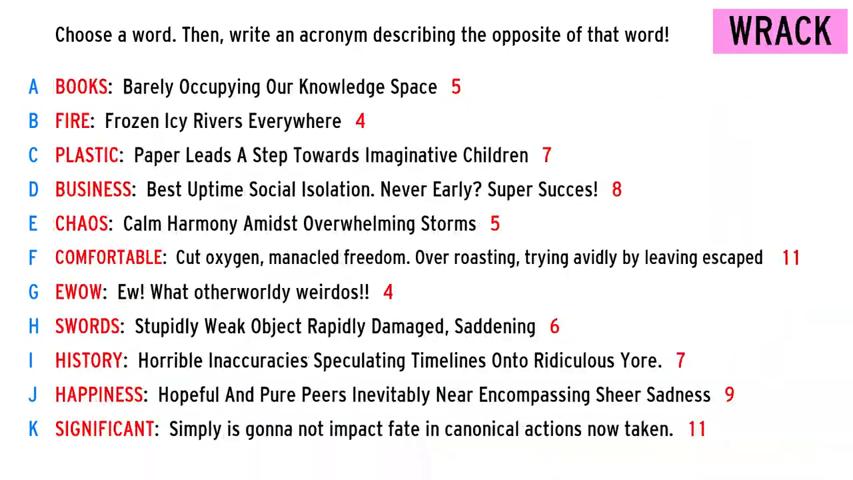 Choose a word. Then, write an acronym describing the opposite of that word!
WRACK
A BOOKS: Barely Occupying Our Knowledge Space 5
B FIRE: Frozen Icy Rivers Everywhere 4
C PLASTIC: Paper Leads A Step Towards Imaginative Children 7
D BUSINESS: Best Uptime Social Isolation. Never Early? Super Succes! 8
E CHAOS: Calm Harmony Amidst Overwhelming Storms 5
F COMFORTABLE: Cut oxygen, manacled freedom. Over roasting, trying avidly by leaving escaped 11
G EWOW: Ew! What otherworldy weirdos!! 4
H SWORDS: Stupidly Weak Object Rapidly Damaged, Saddening 6
I HISTORY: Horrible Inaccuracies Speculating Timelines Onto Ridiculous Yore. 7
J HAPPINESS: Hopeful And Pure Peers Inevitably Near Encompassing Sheer Sadness 9
K SIGNIFICANT: Simply is gonna not impact fate in canonical actions now taken. 11